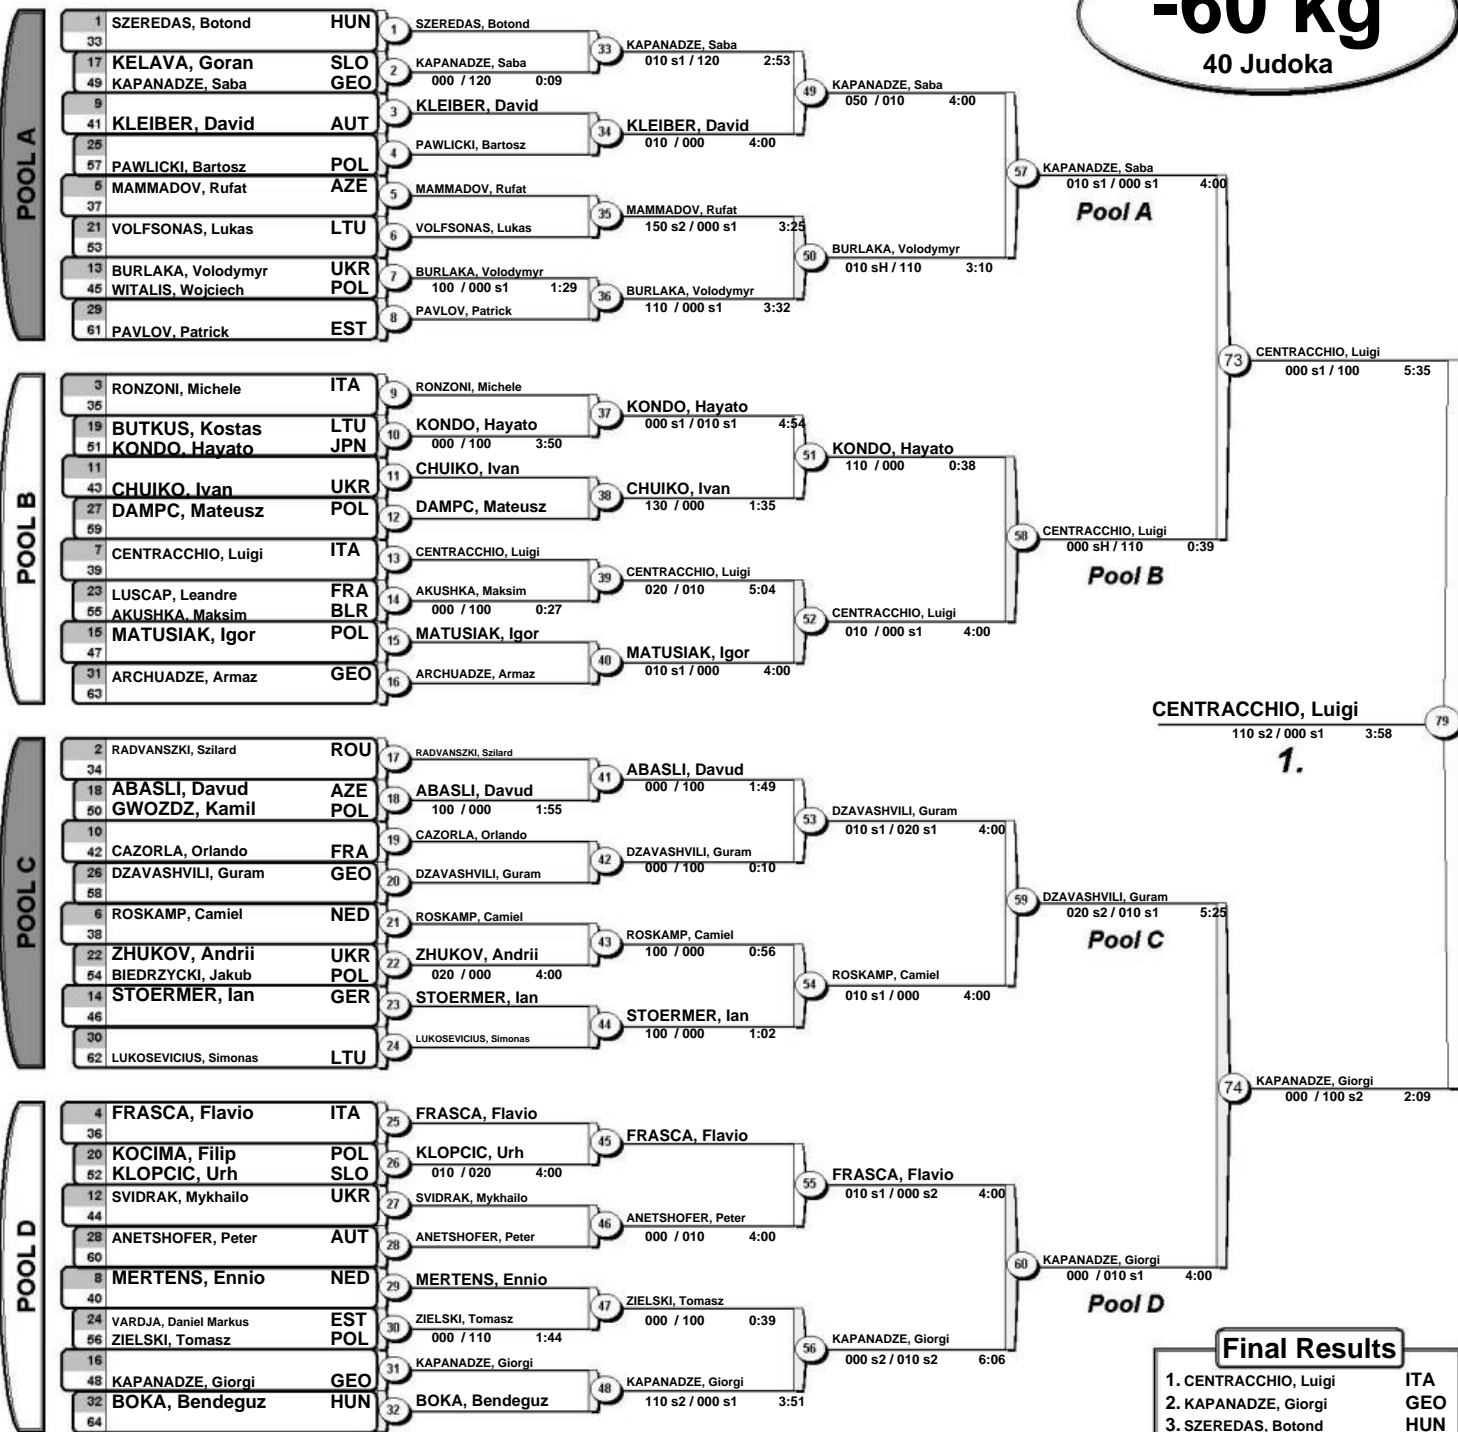 -60 kg
40 Judoka
POOL A
1 SZEREDAS, Botond HUN
33
17 KELAVA, Goran SLO
49 KAPANADZE, Saba GEO
9
41 KLEIBER, David AUT
25
57 PAWLICKI, Bartosz POL
5 MAMMADOV, Rufat AZE
37
21 VOLFSONAS, Lukas LTU
53
13 BURLAKA, Volodymyr UKR
45 WITALIS, Wojciech POL
29
61 PAVLOV, Patrick EST
1 SZEREDAS, Botond
2 KAPANADZE, Saba
000 / 120 0:09
3 KLEIBER, David
4 PAWLICKI, Bartosz
5 MAMMADOV, Rufat
6 VOLFSONAS, Lukas
7 BURLAKA, Volodymyr
100 / 000 s1 1:29
8 PAVLOV, Patrick
33 KAPANADZE, Saba
010 s1 / 120 2:53
34 KLEIBER, David
010 / 000 4:00
35 MAMMADOV, Rufat
150 s2 / 000 s1 3:25
36 BURLAKA, Volodymyr
110 / 000 s1 3:32
49 KAPANADZE, Saba
050 / 010 4:00
50 BURLAKA, Volodymyr
010 sH / 110 3:10
57 KAPANADZE, Saba
010 s1 / 000 s1 4:00
Pool A
POOL B
3 RONZONI, Michele ITA
35
19 BUTKUS, Kostas LTU
51 KONDO, Hayato JPN
11
43 CHUIKO, Ivan UKR
27 DAMPC, Mateusz POL
59
7 CENTRACCHIO, Luigi ITA
39
23 LUSCAP, Leandre FRA
55 AKUSHKA, Maksim BLR
15 MATUSIAK, Igor POL
47
31 ARCHUADZE, Armaz GEO
63
9 RONZONI, Michele
10 KONDO, Hayato
000 / 100 3:50
11 CHUIKO, Ivan
12 DAMPC, Mateusz
13 CENTRACCHIO, Luigi
14 AKUSHKA, Maksim
000 / 100 0:27
15 MATUSIAK, Igor
16 ARCHUADZE, Armaz
37 KONDO, Hayato
000 s1 / 010 s1 4:54
38 CHUIKO, Ivan
130 / 000 1:35
39 CENTRACCHIO, Luigi
020 / 010 5:04
40 MATUSIAK, Igor
010 s1 / 000 4:00
51 KONDO, Hayato
110 / 000 0:38
52 CENTRACCHIO, Luigi
010 / 000 s1 4:00
58 CENTRACCHIO, Luigi
000 sH / 110 0:39
Pool B
73 CENTRACCHIO, Luigi
000 s1 / 100 5:35
CENTRACCHIO, Luigi 79
110 s2 / 000 s1 3:58
1.
POOL C
2 RADVANSZKI, Szilard ROU
34
18 ABASLI, Davud AZE
50 GWOZDZ, Kamil POL
10
42 CAZORLA, Orlando FRA
26 DZAVASHVILI, Guram GEO
58
6 ROSKAMP, Camiel NED
38
22 ZHUKOV, Andrii UKR
54 BIEDRZYCKI, Jakub POL
14 STOERMER, Ian GER
46
30
62 LUKOSEVICIUS, Simonas LTU
17 RADVANSZKI, Szilard
18 ABASLI, Davud
100 / 000 1:55
19 CAZORLA, Orlando
20 DZAVASHVILI, Guram
21 ROSKAMP, Camiel
22 ZHUKOV, Andrii
020 / 000 4:00
23 STOERMER, Ian
24 LUKOSEVICIUS, Simonas
41 ABASLI, Davud
000 / 100 1:49
42 DZAVASHVILI, Guram
000 / 100 0:10
43 ROSKAMP, Camiel
100 / 000 0:56
44 STOERMER, Ian
100 / 000 1:02
53 DZAVASHVILI, Guram
010 s1 / 020 s1 4:00
54 ROSKAMP, Camiel
010 s1 / 000 4:00
59 DZAVASHVILI, Guram
020 s2 / 010 s1 5:25
Pool C
POOL D
4 FRASCA, Flavio ITA
36
20 KOCIMA, Filip POL
52 KLOPCIC, Urh SLO
12 SVIDRAK, Mykhailo UKR
44
28 ANETSHOFER, Peter AUT
60
8 MERTENS, Ennio NED
40
24 VARDJA, Daniel Markus EST
56 ZIELSKI, Tomasz POL
16
48 KAPANADZE, Giorgi GEO
32 BOKA, Bendeguz HUN
64
25 FRASCA, Flavio
26 KLOPCIC, Urh
010 / 020 4:00
27 SVIDRAK, Mykhailo
28 ANETSHOFER, Peter
29 MERTENS, Ennio
30 ZIELSKI, Tomasz
000 / 110 1:44
31 KAPANADZE, Giorgi
32 BOKA, Bendeguz
45 FRASCA, Flavio
46 ANETSHOFER, Peter
000 / 010 4:00
47 ZIELSKI, Tomasz
000 / 100 0:39
48 KAPANADZE, Giorgi
110 s2 / 000 s1 3:51
55 FRASCA, Flavio
010 s1 / 000 s2 4:00
56 KAPANADZE, Giorgi
000 s2 / 010 s2 6:06
60 KAPANADZE, Giorgi
000 / 010 s1 4:00
Pool D
74 KAPANADZE, Giorgi
000 / 100 s2 2:09
Final Results
1. CENTRACCHIO, Luigi ITA
2. KAPANADZE, Giorgi GEO
3. SZEREDAS, Botond HUN